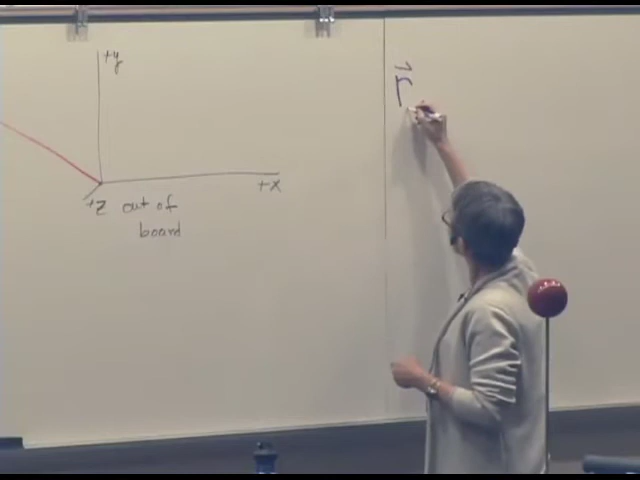 +y
+x
+z out of
board
r⃗